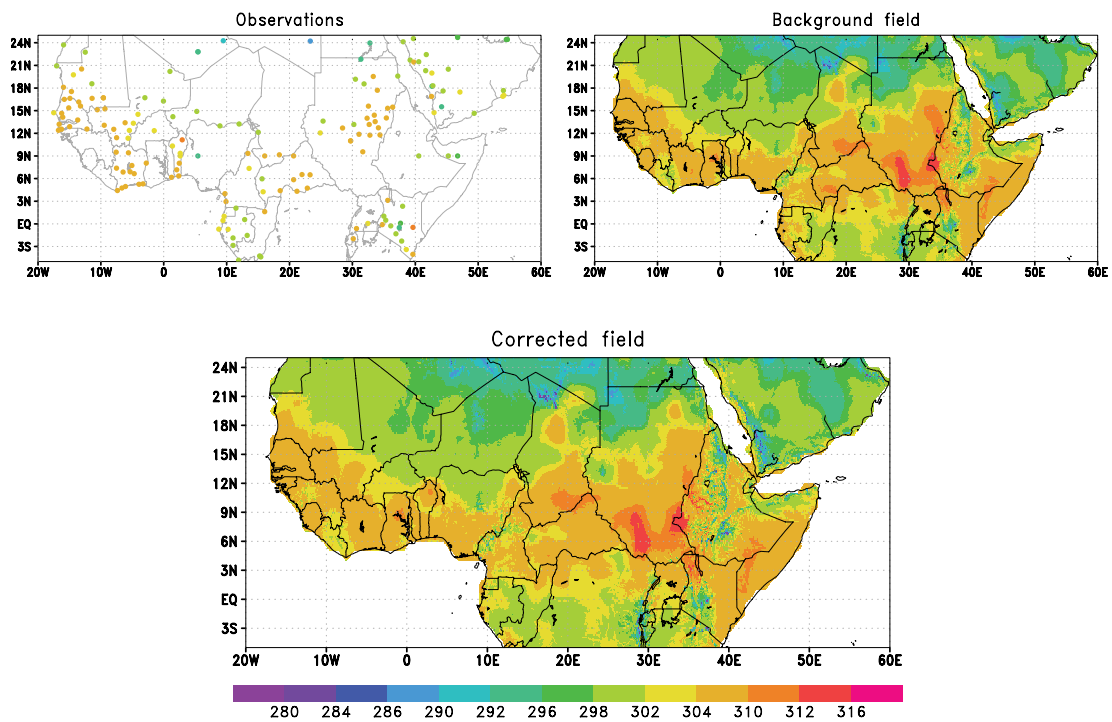 Observations
Background field
24N
21N
18N
15N
12N
9N
6N
3N
EQ
3S
20W 10W 0 10E 20E 30E 40E 50E 60E
24N
21N
18N
15N
12N
9N
6N
3N
EQ
3S
20W 10W 0 10E 20E 30E 40E 50E 60E
Corrected field
24N
21N
18N
15N
12N
9N
6N
3N
EQ
3S
20W 10W 0 10E 20E 30E 40E 50E 60E
280 284 286 290 292 296 298 302 304 310 312 316